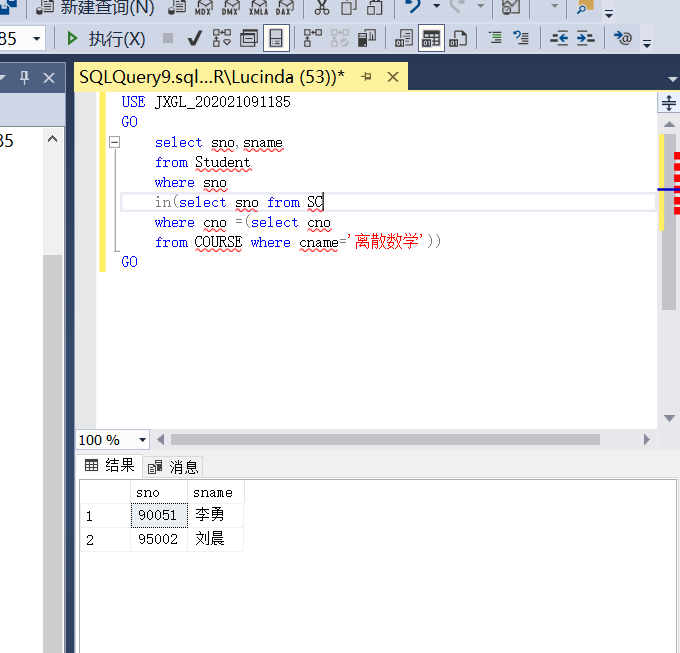 新建查询(N) MDX DMX XMLA DAX
85 执行(X)
SQLQuery9.sql...R\Lucinda (53))*
85
USE JXGL_202021091185
GO
select sno,sname
from Student
where sno
in(select sno from SC
where cno =(select cno
from COURSE where cname='离散数学'))
GO
100 %
结果 消息
sno sname
1 90051 李勇
2 95002 刘晨